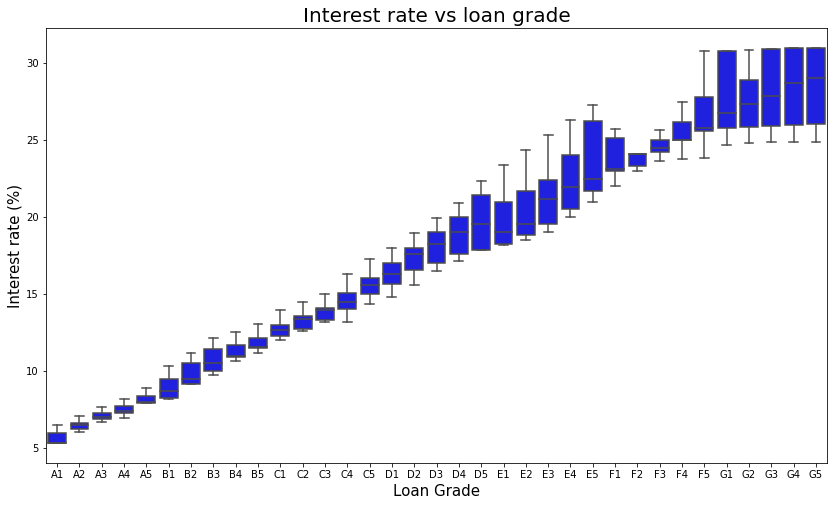 Interest rate vs loan grade
Interest rate (%)
30
25
20
15
10
5
A1 A2 A3 A4 A5 B1 B2 B3 B4 B5 C1 C2 C3 C4 C5 D1 D2 D3 D4 D5 E1 E2 E3 E4 E5 F1 F2 F3 F4 F5 G1 G2 G3 G4 G5
Loan Grade